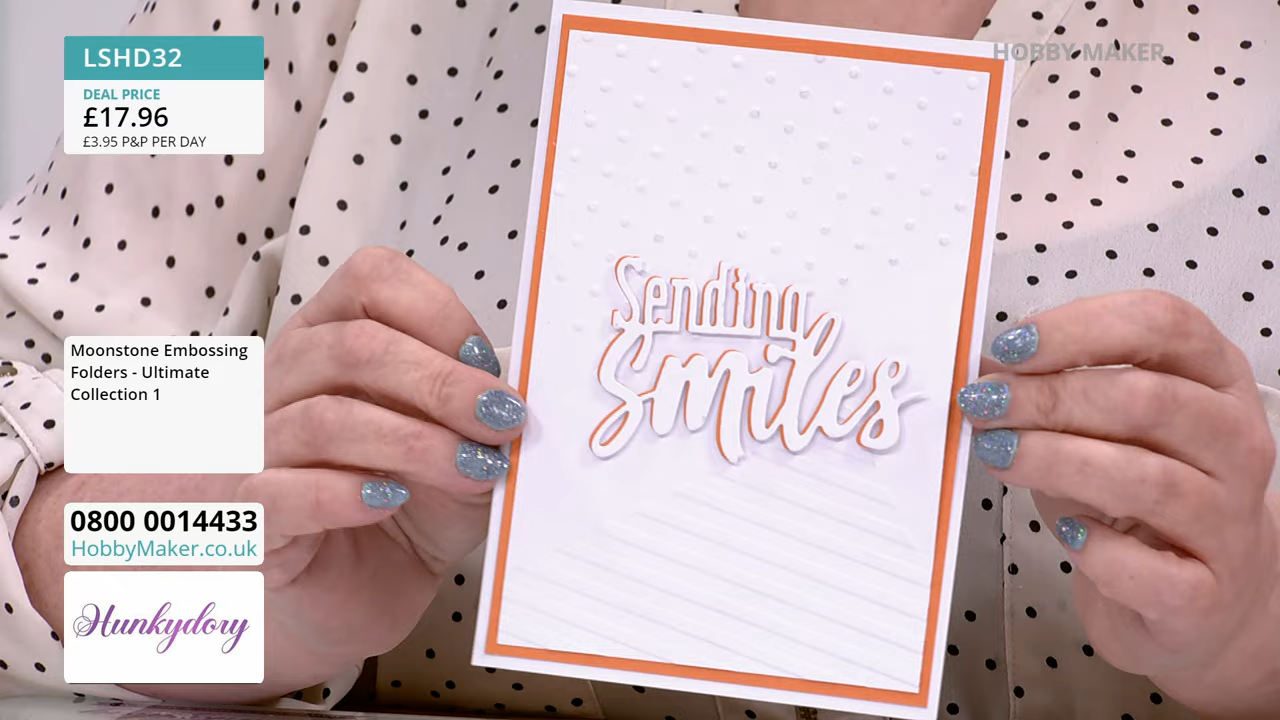 LSHD32
DEAL PRICE
£17.96
£3.95 P&P PER DAY
HOBBY MAKER
Sending
Smiles
Moonstone Embossing
Folders - Ultimate
Collection 1
0800 0014433
HobbyMaker.co.uk
Hunkydory